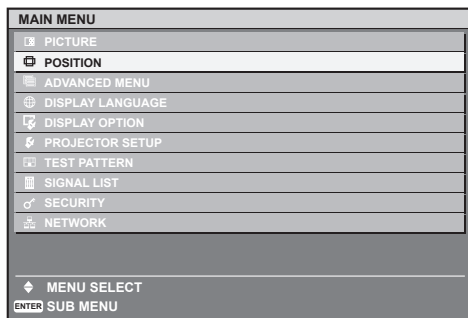 MAIN MENU
PICTURE
POSITION
ADVANCED MENU
DISPLAY LANGUAGE
DISPLAY OPTION
PROJECTOR SETUP
TEST PATTERN
SIGNAL LIST
SECURITY
NETWORK
MENU SELECT
ENTER SUB MENU